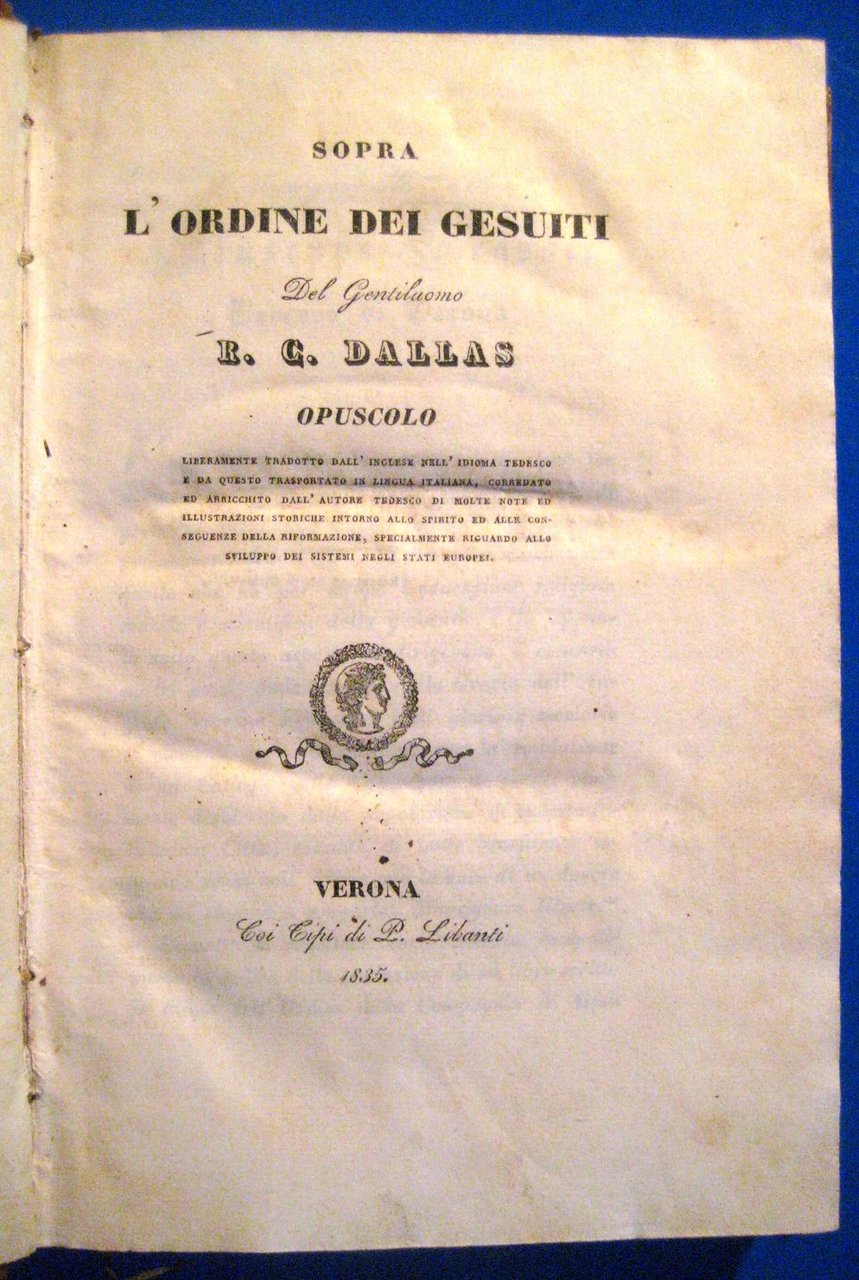 SOPRA
L'ORDINE DEI GESUITI
Del Gentiluomo
R. C. DALLAS
OPUSCOLO
LIBERAMENTE TRADOTTO DALL'INGLESE NELL'IDIOMA TEDESCO
E DA QUESTO TRASPORTATO IN LINGUA ITALIANA, CORREDATO
ED ARRICCHITO DALL'AUTORE TEDESCO DI MOLTE NOTE ED
ILLUSTRAZIONI STORICHE INTORNO ALLO SPIRITO ED ALLE CON-
SEGUENZE DELLA RIFORMAZIONE, SPECIALMENTE RIGUARDO ALLO
SVILUPPO DEI SISTEMI NEGLI STATI EUROPEI.
VERONA
Coi Tipi di P. Libanti
1835.